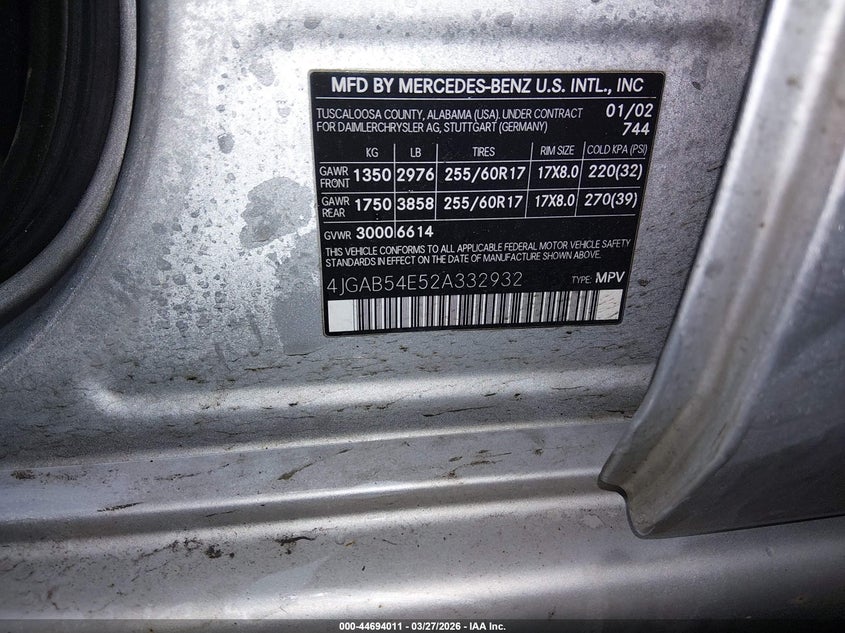 MFD BY MERCEDES-BENZ U.S. INTL., INC
TUSCALOOSA COUNTY, ALABAMA (USA). UNDER CONTRACT 01/02
FOR DAIMLERCHRYSLER AG, STUTTGART (GERMANY) 744
KG LB TIRES RIM SIZE COLD KPA (PSI)
GAWR FRONT 1350 2976 255/60R17 17X8.0 220(32)
GAWR REAR 1750 3858 255/60R17 17X8.0 270(39)
GVWR 3000 6614
THIS VEHICLE CONFORMS TO ALL APPLICABLE FEDERAL MOTOR VEHICLE SAFETY
STANDARDS IN EFFECT ON THE DATE OF MANUFACTURE SHOWN ABOVE.
4JGAB54E52A332932 TYPE: MPV
000-44694011 — 03/27/2026 — IAA Inc.